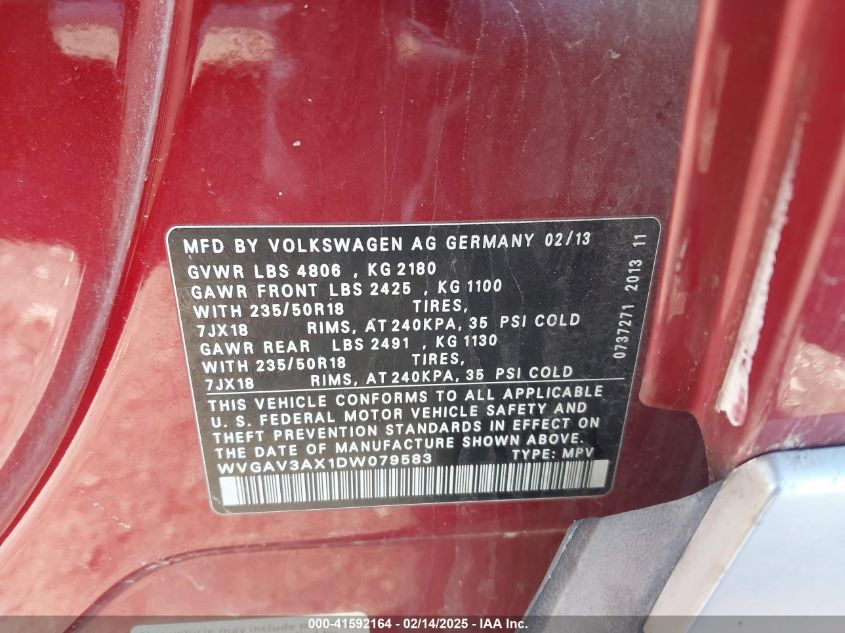 MFD BY VOLKSWAGEN AG GERMANY 02/13
GVWR LBS 4806 , KG 2180
GAWR FRONT LBS 2425 , KG 1100
WITH 235/50R18 TIRES,
7JX18 RIMS, AT 240KPA, 35 PSI COLD
GAWR REAR LBS 2491 , KG 1130
WITH 235/50R18 TIRES,
7JX18 RIMS, AT 240KPA, 35 PSI COLD
THIS VEHICLE CONFORMS TO ALL APPLICABLE
U. S. FEDERAL MOTOR VEHICLE SAFETY AND
THEFT PREVENTION STANDARDS IN EFFECT ON
THE DATE OF MANUFACTURE SHOWN ABOVE.
WVGAV3AX1DW079583 TYPE: MPV
0737271 2013 11
may include
000-41592164 - 02/14/2025 - IAA Inc.